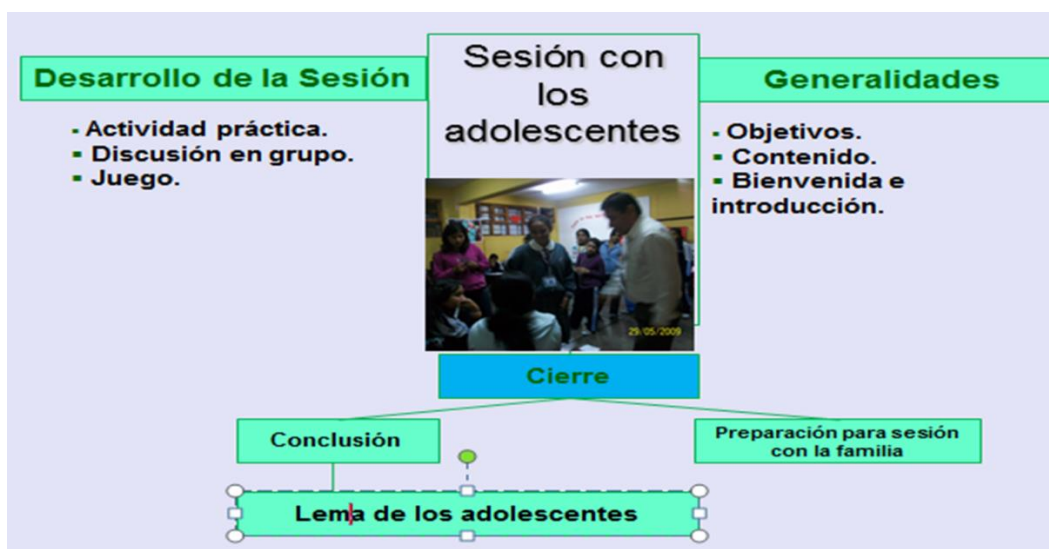 Sesión con
los
adolescentes
Desarrollo de la Sesión
▪ Actividad práctica.
▪ Discusión en grupo.
▪ Juego.
Generalidades
▪ Objetivos.
▪ Contenido.
▪ Bienvenida e
introducción.
29/05/2009
Cierre
Conclusión
Preparación para sesión
con la familia
Lema de los adolescentes